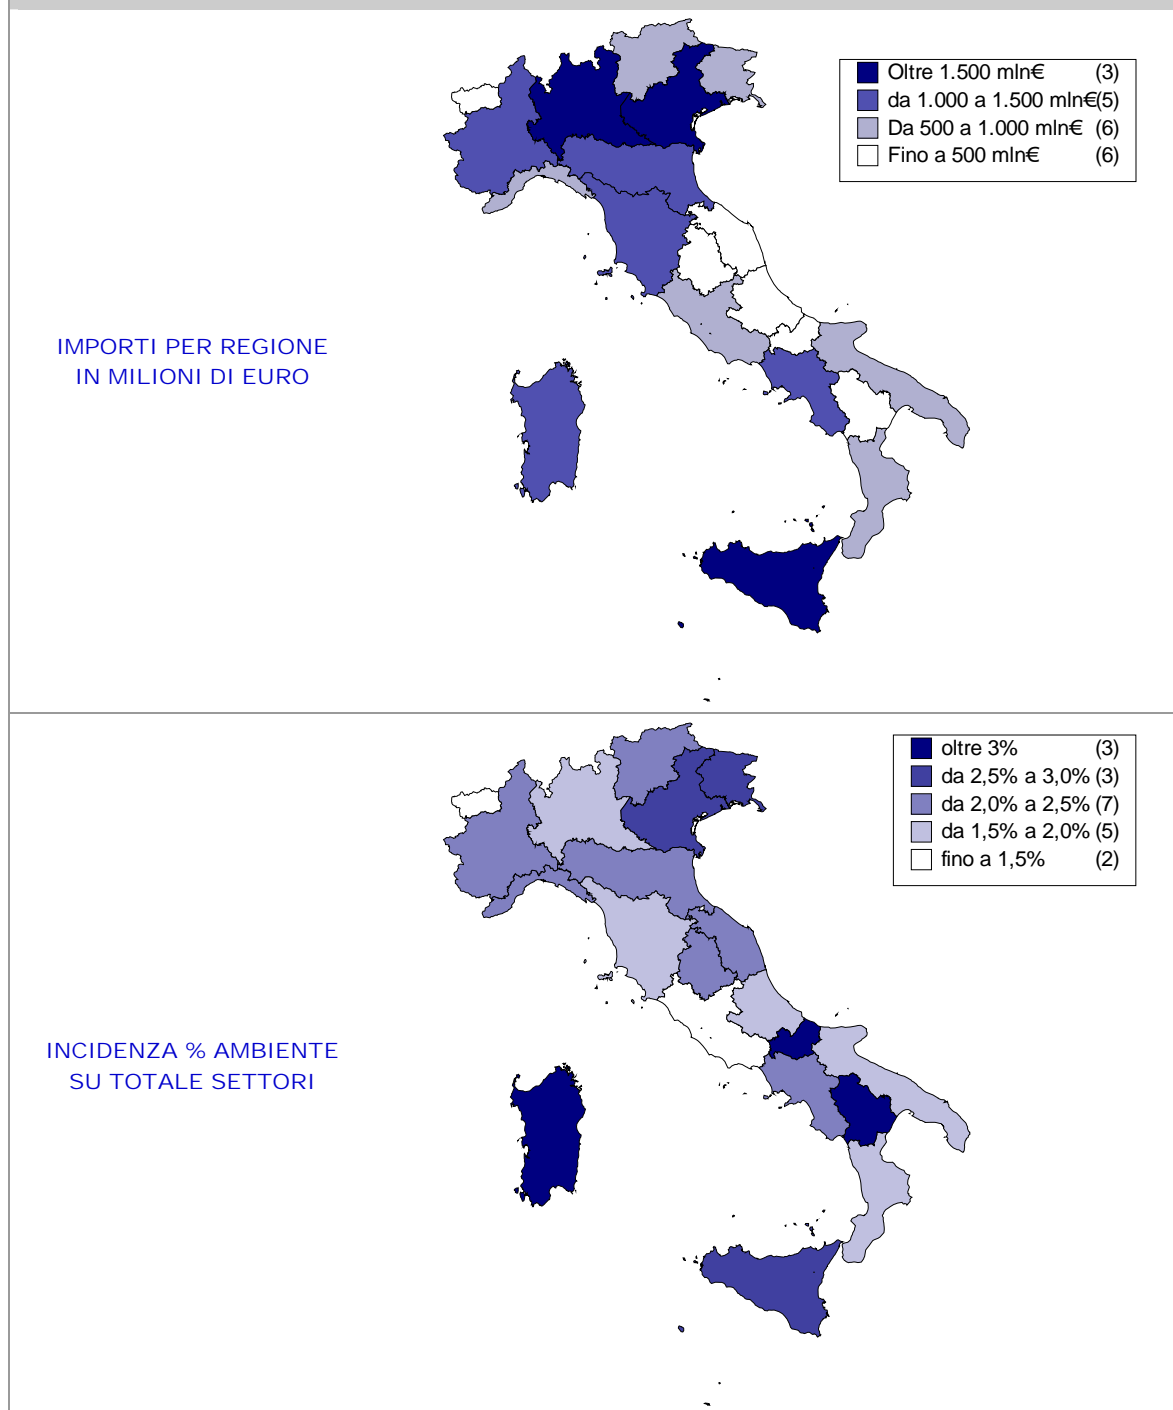 Oltre 1.500 mln€ (3)
da 1.000 a 1.500 mln€(5)
Da 500 a 1.000 mln€ (6)
Fino a 500 mln€ (6)
IMPORTI PER REGIONE
IN MILIONI DI EURO
oltre 3% (3)
da 2,5% a 3,0% (3)
da 2,0% a 2,5% (7)
da 1,5% a 2,0% (5)
fino a 1,5% (2)
INCIDENZA % AMBIENTE
SU TOTALE SETTORI